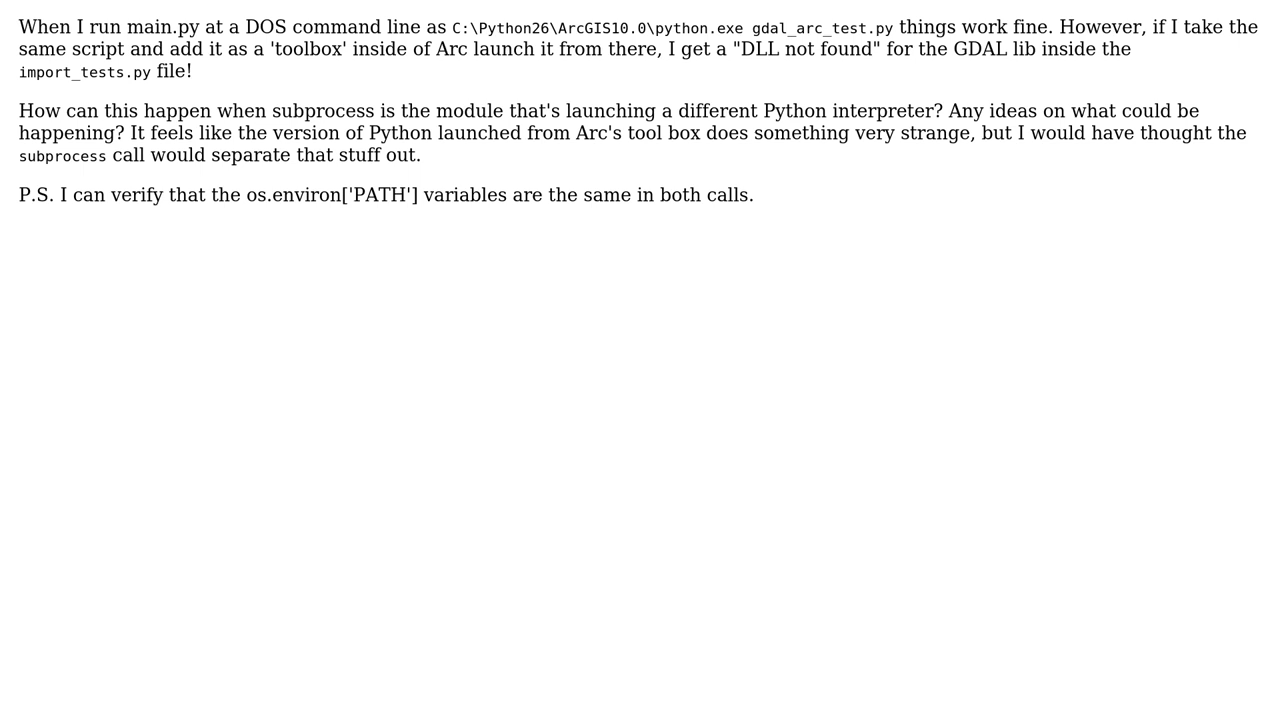 When I run main.py at a DOS command line as C:\Python26\ArcGIS10.0\python.exe gdal_arc_test.py things work fine. However, if I take the
same script and add it as a 'toolbox' inside of Arc launch it from there, I get a "DLL not found" for the GDAL lib inside the
import_tests.py file!
How can this happen when subprocess is the module that's launching a different Python interpreter? Any ideas on what could be
happening? It feels like the version of Python launched from Arc's tool box does something very strange, but I would have thought the
subprocess call would separate that stuff out.
P.S. I can verify that the os.environ['PATH'] variables are the same in both calls.